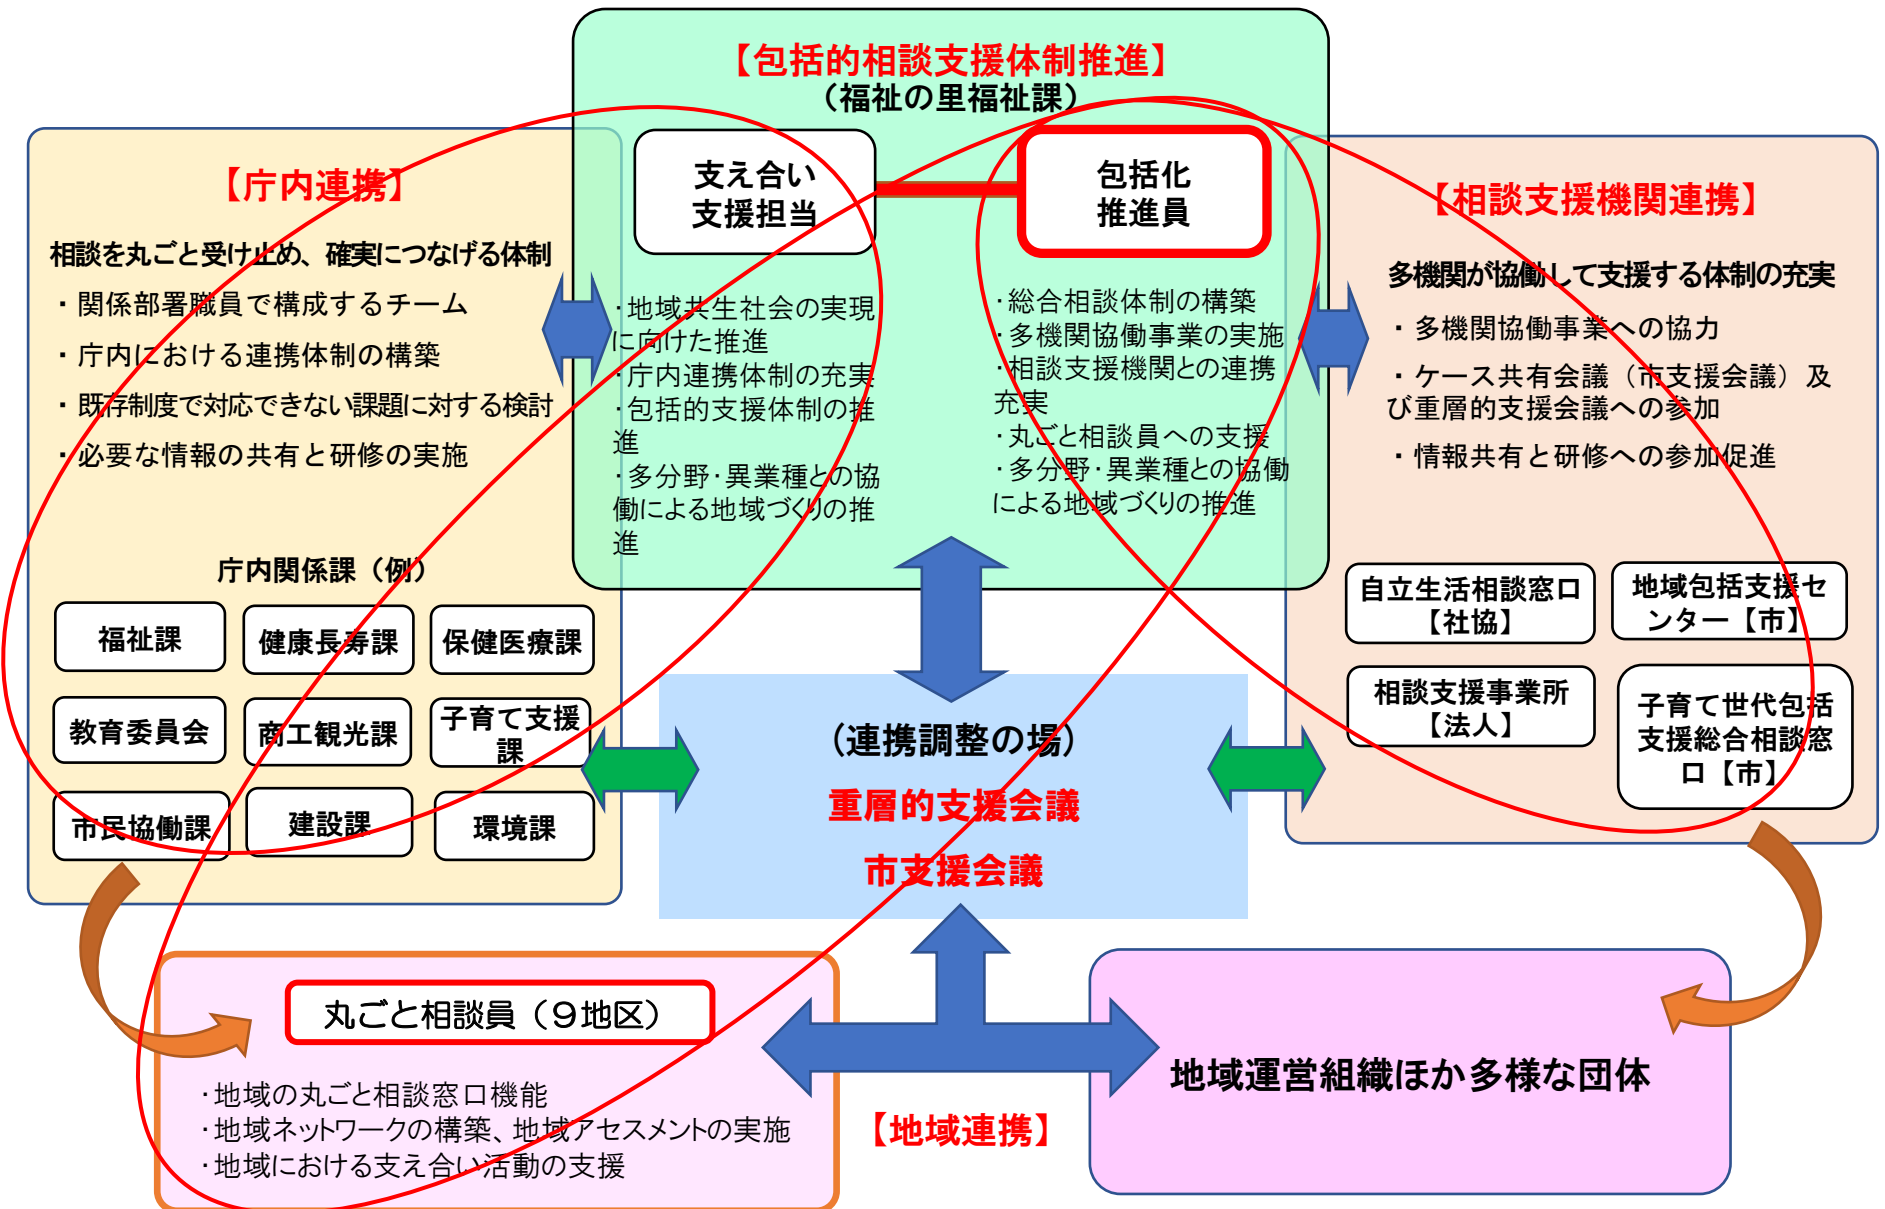 【包括的相談支援体制推進】
（福祉の里福祉課）
支え合い
支援担当
包括化
推進員
・地域共生社会の実現
に向けた推進
・庁内連携体制の充実
・包括的支援体制の推
進
・多分野・異業種との協
働による地域づくりの推
進
・総合相談体制の構築
・多機関協働事業の実施
・相談支援機関との連携
充実
・丸ごと相談員への支援
・多分野・異業種との協働
による地域づくりの推進
【庁内連携】
相談を丸ごと受け止め、確実につなげる体制
・関係部署職員で構成するチーム
・庁内における連携体制の構築
・既存制度で対応できない課題に対する検討
・必要な情報の共有と研修の実施
庁内関係課（例）
福祉課
健康長寿課
保健医療課
教育委員会
商工観光課
子育て支援
課
市民協働課
建設課
環境課
【相談支援機関連携】
多機関が協働して支援する体制の充実
・多機関協働事業への協力
・ケース共有会議（市支援会議）及
び重層的支援会議への参加
・情報共有と研修への参加促進
自立生活相談窓口
【社協】
地域包括支援セ
ンター【市】
相談支援事業所
【法人】
子育て世代包括
支援総合相談窓
口【市】
（連携調整の場）
重層的支援会議
市支援会議
丸ごと相談員（９地区）
・地域の丸ごと相談窓口機能
・地域ネットワークの構築、地域アセスメントの実施
・地域における支え合い活動の支援
【地域連携】
地域運営組織ほか多様な団体